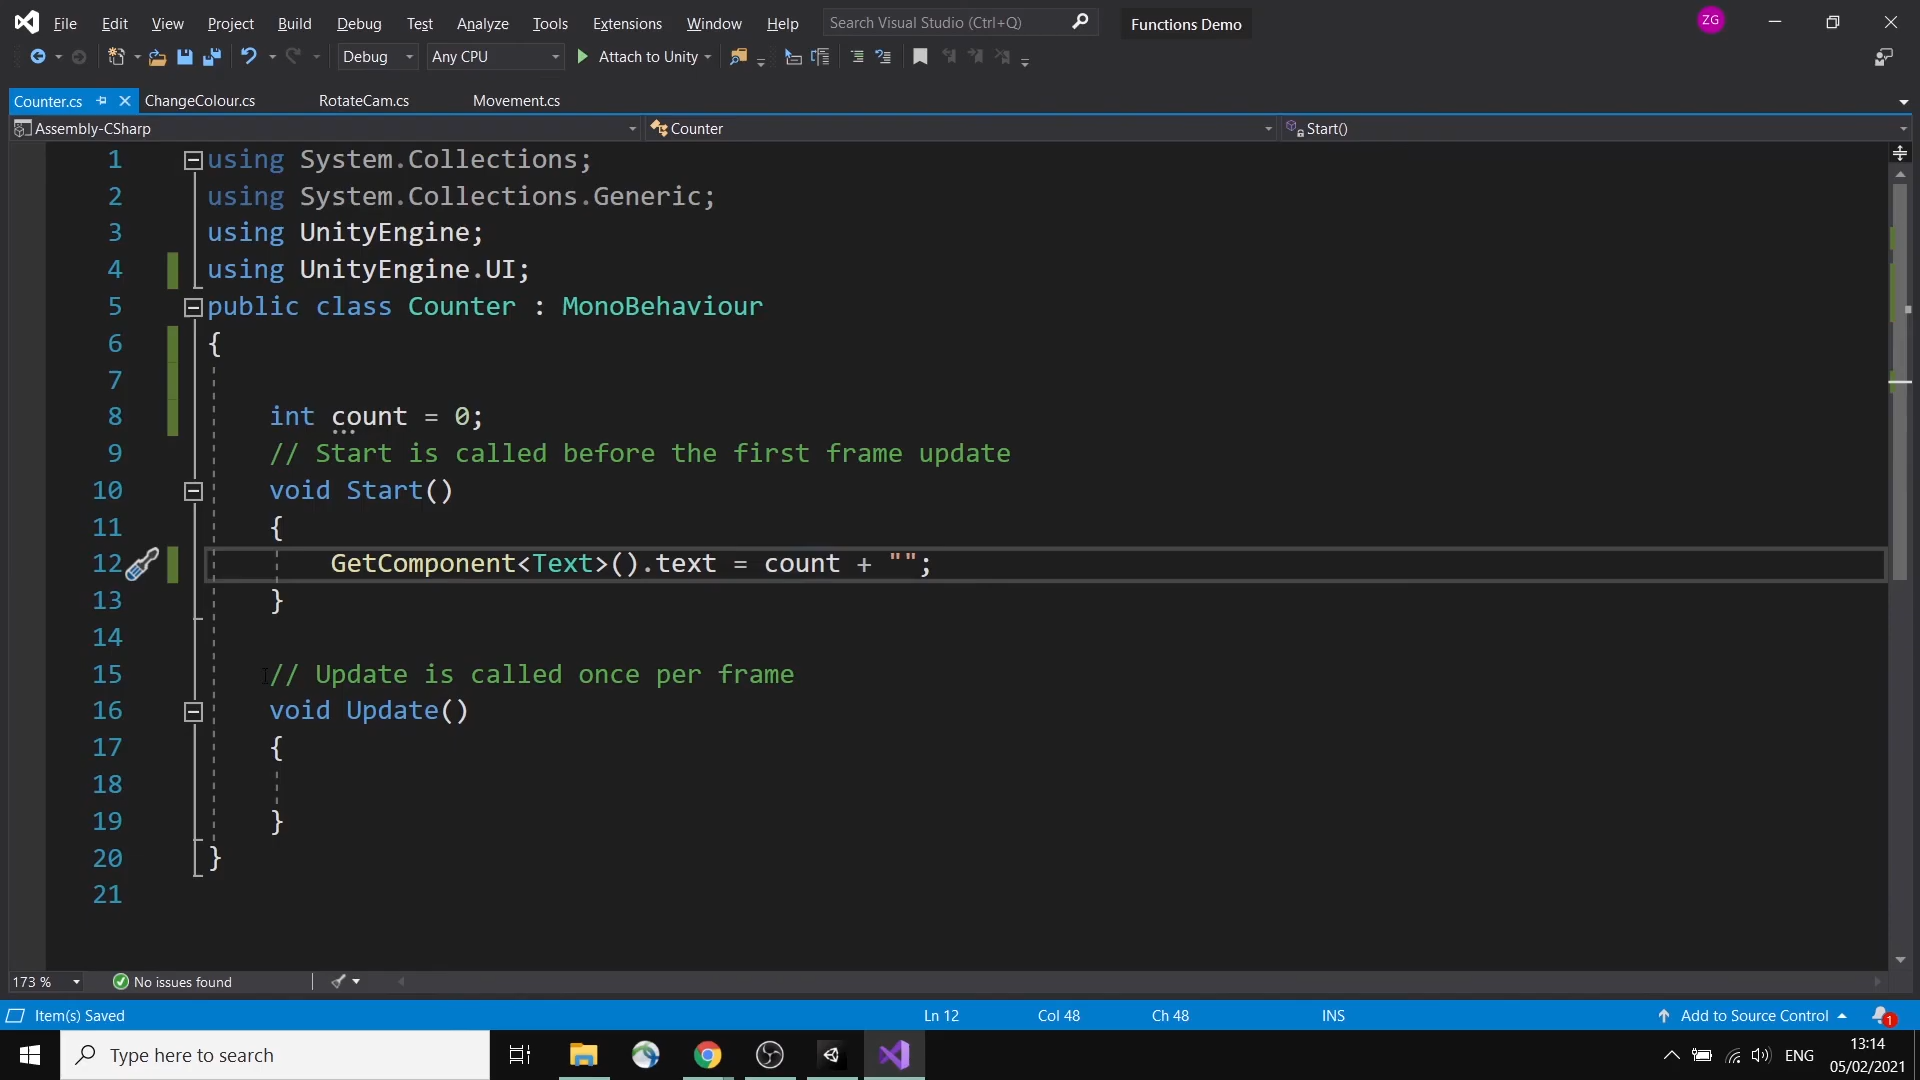 File Edit View Project Build Debug Test Analyze Tools Extensions Window Help Search Visual Studio (Ctrl+Q) Functions Demo ZG
Debug Any CPU Attach to Unity
Counter.cs ChangeColour.cs RotateCam.cs Movement.cs
Assembly-CSharp Counter Start()
1 using System.Collections;
2 using System.Collections.Generic;
3 using UnityEngine;
4 using UnityEngine.UI;
5 public class Counter : MonoBehaviour
6 {
7
8 int count = 0;
9 // Start is called before the first frame update
10 void Start()
11 {
12 GetComponent<Text>().text = count + "";
13 }
14
15 // Update is called once per frame
16 void Update()
17 {
18
19 }
20 }
21
173 % No issues found
Item(s) Saved Ln 12 Col 48 Ch 48 INS Add to Source Control 1
Type here to search ENG 13:14
05/02/2021